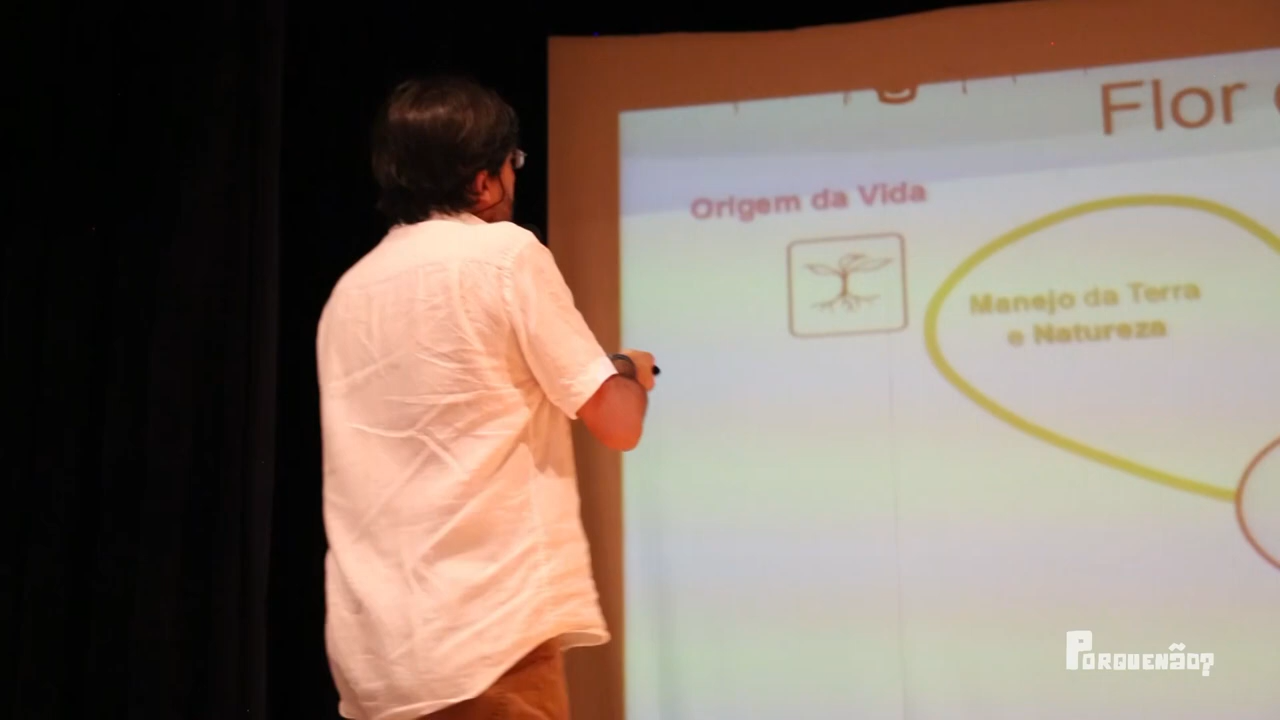 Flor
Origem da Vida
Manejo da Terra
e Natureza
PORQUENÃO?